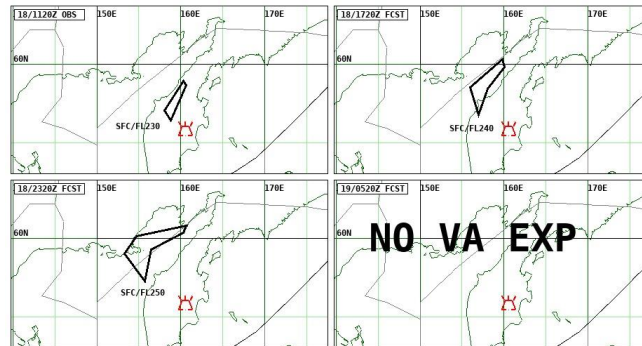 18/1120Z OBS
150E
160E
170E
60N
SFC/FL230
18/1720Z FCST
150E
160E
170E
60N
SFC/FL240
18/2320Z FCST
150E
160E
170E
60N
SFC/FL250
19/0520Z FCST
150E
160E
170E
60N
NO VA EXP